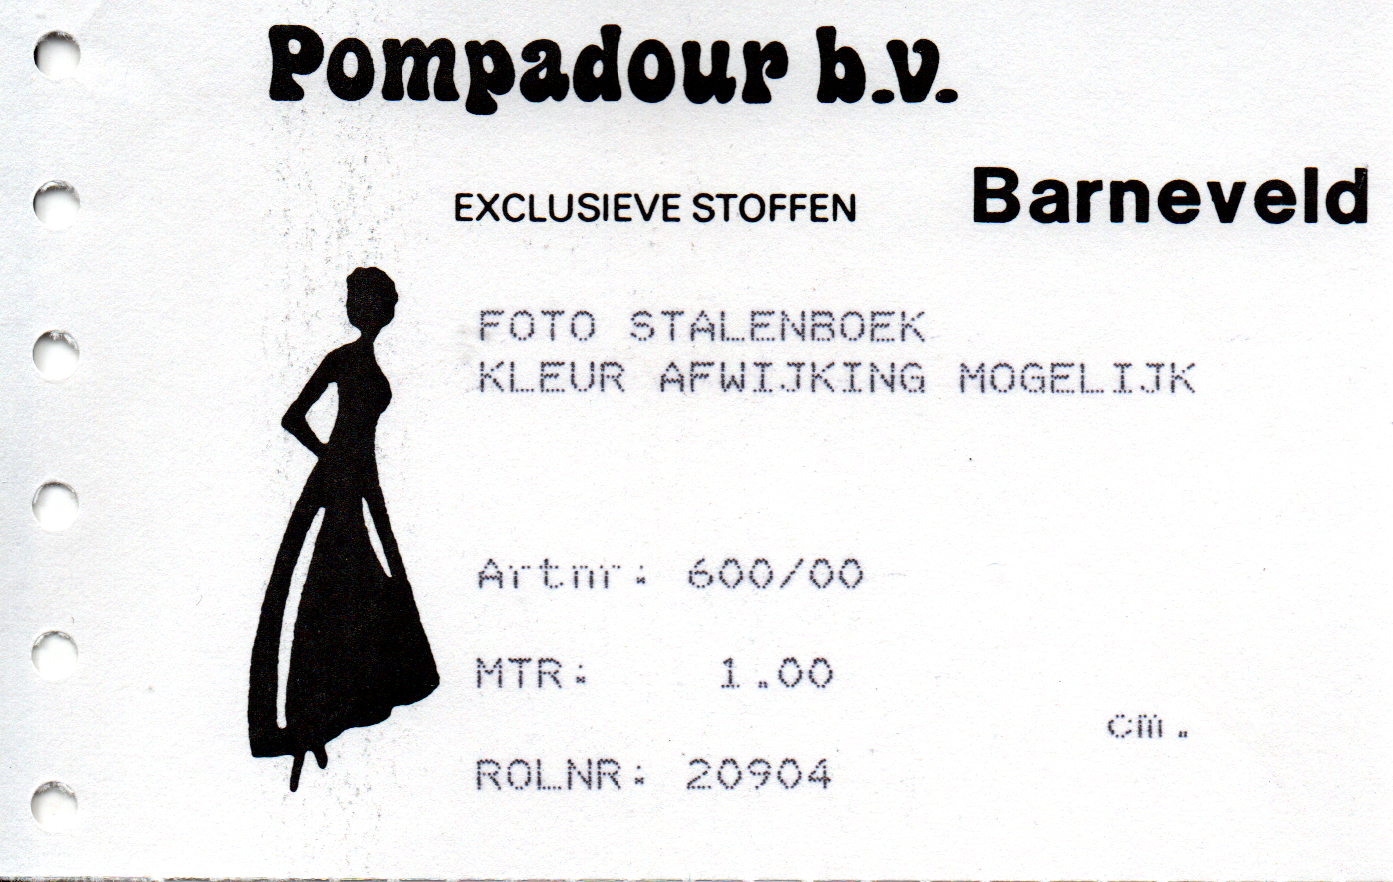 Pompadour b.v.
EXCLUSIEVE STOFFEN
Barneveld
FOTO STALENBOEK
KLEUR AFWIJKING MOGELIJK
Artnr: 600/00
MTR: 1.00
cm.
ROLNR: 20904